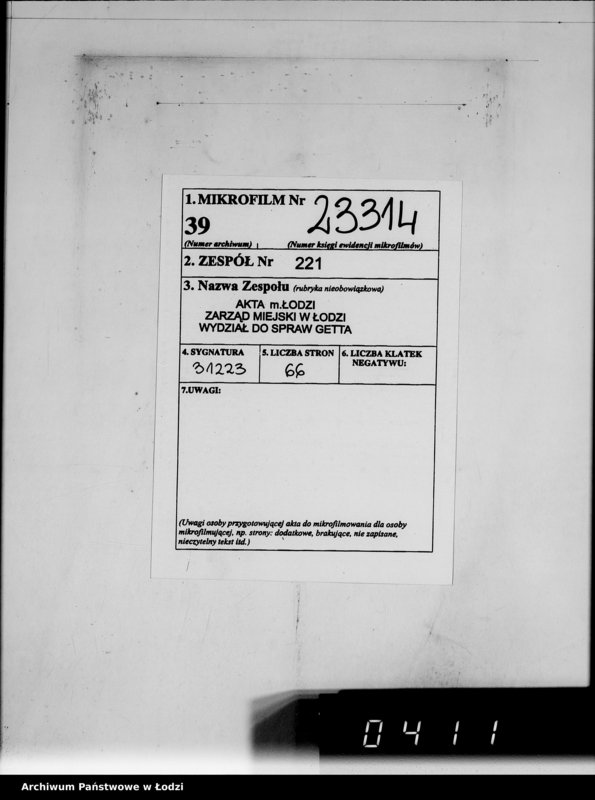 1. MIKROFILM Nr 23314
39
(Numer archiwum) (Numer księgi ewidencji mikrofilmów)
2. ZESPÓŁ Nr 221
3. Nazwa Zespołu (rubryka nieobowiązkowa)
AKTA m.ŁODZI
ZARZĄD MIEJSKI W ŁODZI
WYDZIAŁ DO SPRAW GETTA
4. SYGNATURA
31223
5. LICZBA STRON
66
6. LICZBA KLATEK
NEGATYWU:
7.UWAGI:
(Uwagi osoby przygotowującej akta do mikrofilmowania dla osoby
mikrofilmującej, np. strony: dodatkowe, brakujące, nie zapisane,
nieczytelny tekst itd.)
0411
Archiwum Państwowe w Łodzi